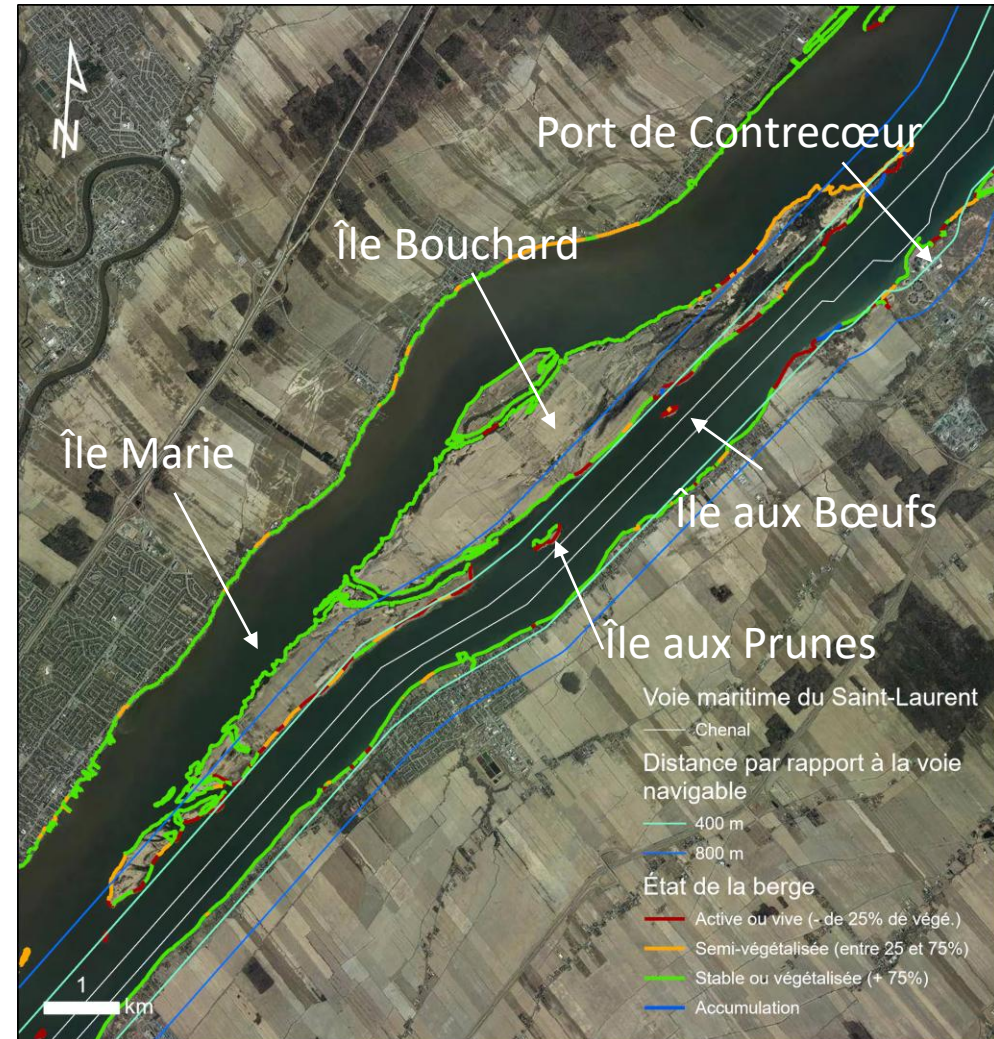 N
Port de Contrecœur
Île Bouchard
Île Marie
Île aux Bœufs
Île aux Prunes
Voie maritime du Saint-Laurent
Chenal
Distance par rapport à la voie
navigable
400 m
800 m
État de la berge
Active ou vive (- de 25% de végé.)
Semi-végétalisée (entre 25 et 75%)
Stable ou végétalisée (+ 75%)
Accumulation
1
km